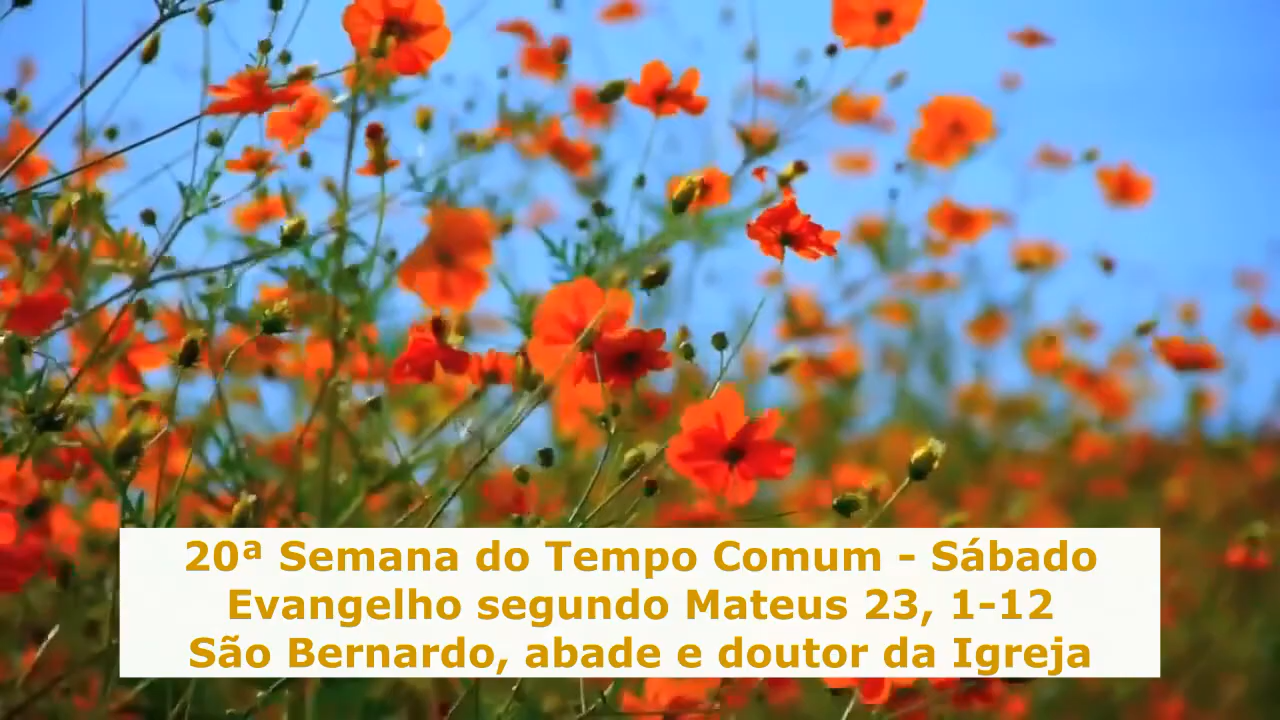 20ª Semana do Tempo Comum - Sábado
Evangelho segundo Mateus 23, 1-12
São Bernardo, abade e doutor da Igreja